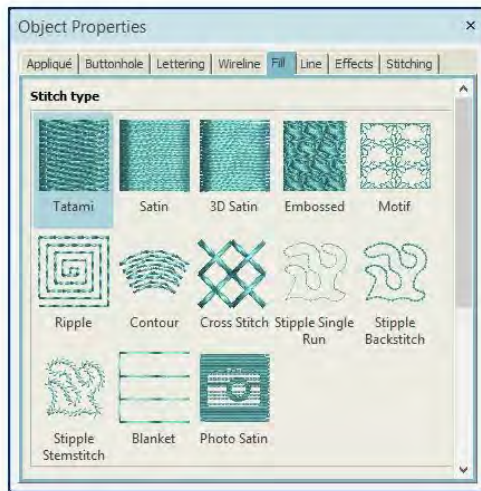 Object Properties
×
Appliqué Buttonhole Lettering Wireline Fill Line Effects Stitching
Stitch type
Tatami Satin 3D Satin Embossed Motif
Ripple Contour Cross Stitch Stipple Single Run Stipple Backstitch
Stipple Stemstitch Blanket Photo Satin